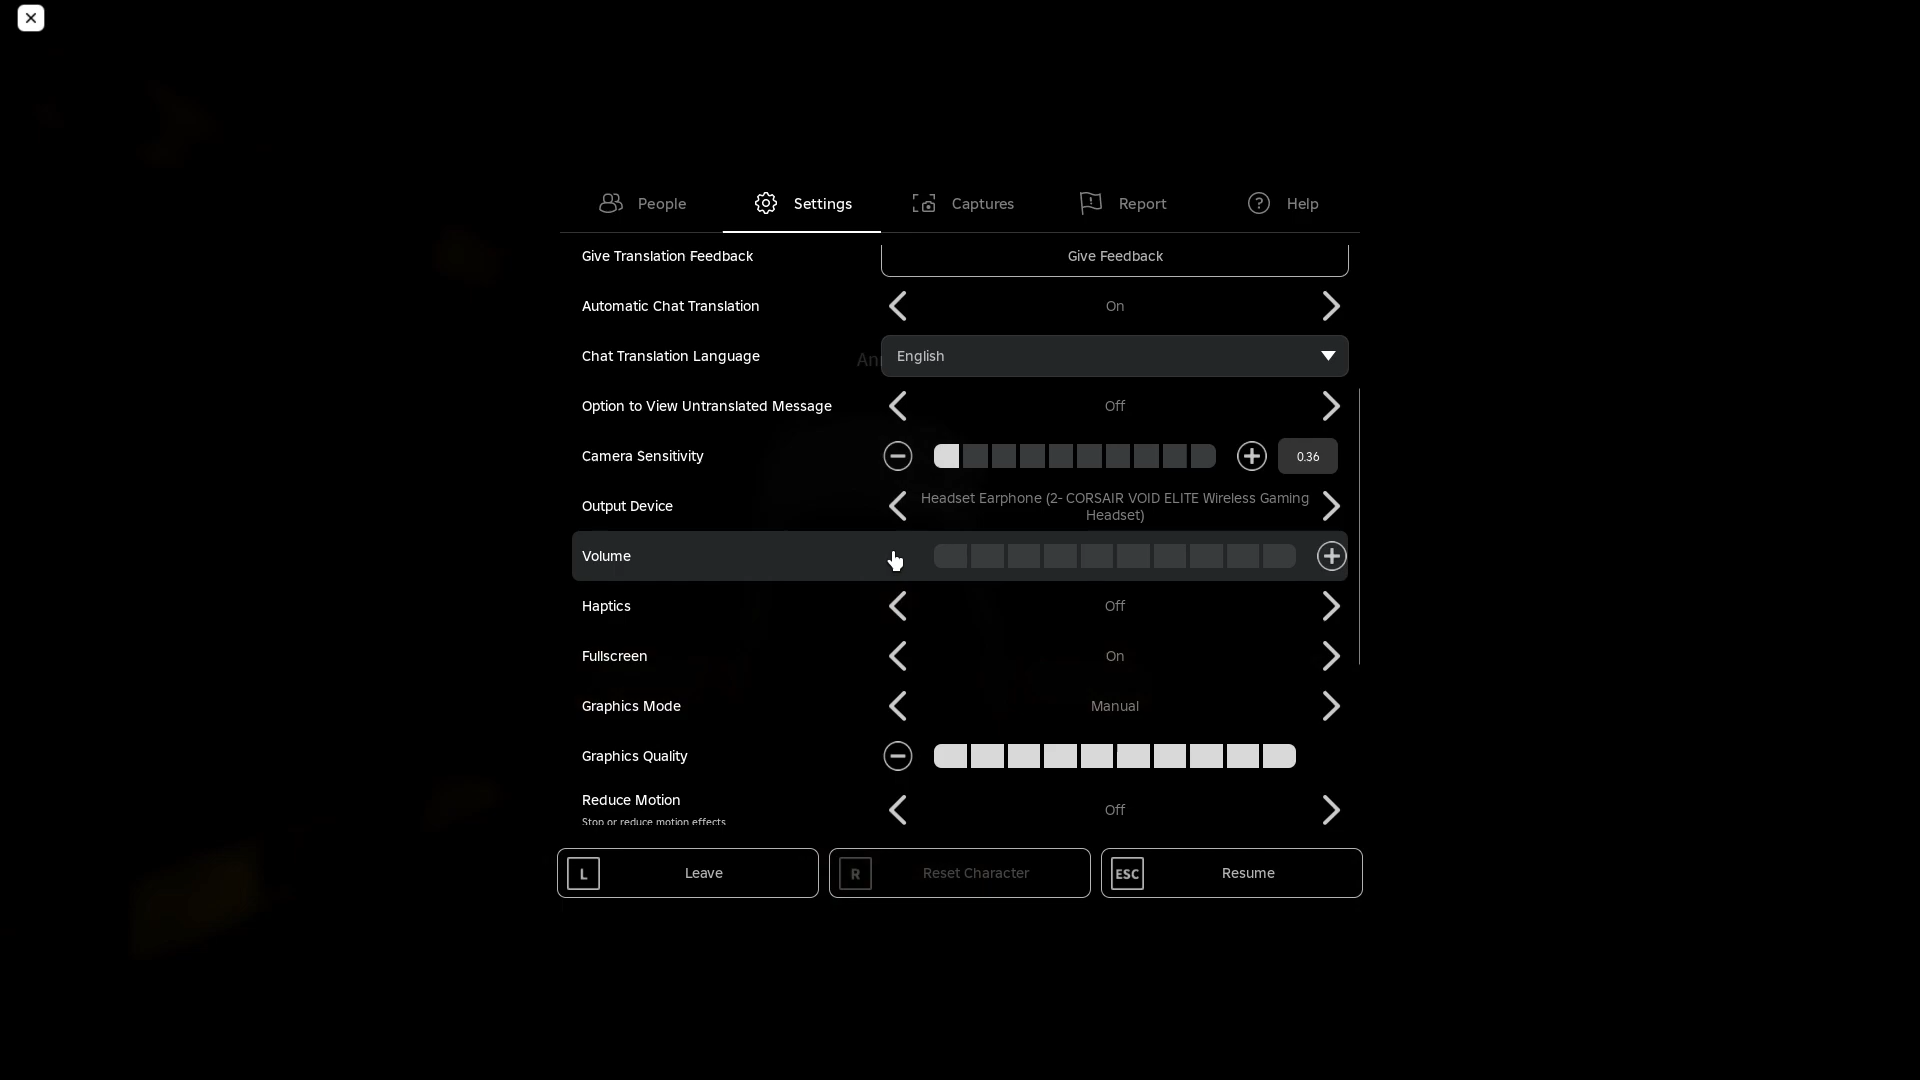 People
Settings
Captures
Report
Help
Give Translation Feedback
Give Feedback
Automatic Chat Translation
On
Chat Translation Language
English
Option to View Untranslated Message
Off
Camera Sensitivity
0.36
Output Device
Headset Earphone (2- CORSAIR VOID ELITE Wireless Gaming
Headset)
Volume
Haptics
Off
Fullscreen
On
Graphics Mode
Manual
Graphics Quality
Reduce Motion
Stop or reduce motion effects
Off
L
Leave
R
Reset Character
ESC
Resume